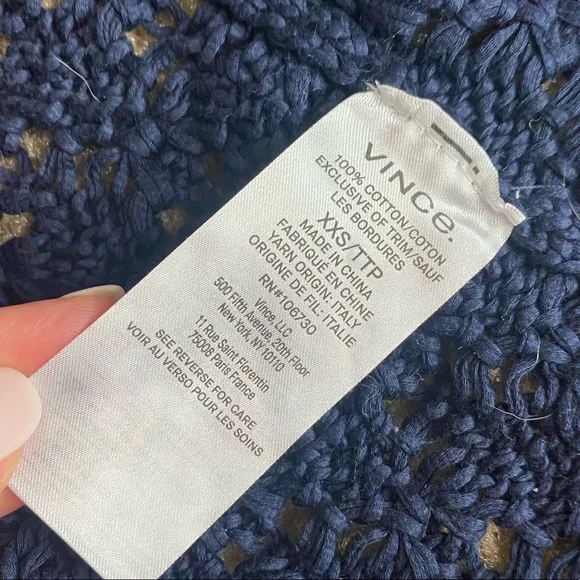 VINCE.
100% COTTON/COTON
EXCLUSIVE OF TRIM/SAUF
LES BORDURES
XXS/TTP
MADE IN CHINA
FABRIQUE EN CHINE
YARN ORIGIN: ITALY
ORIGINE DE FIL: ITALIE
RN#106730
Vince, LLC
500 Fifth Avenue, 20th Floor
New York, NY 10110
11 Rue Saint Florentin
75008 Paris France
SEE REVERSE FOR CARE
VOIR AU VERSO POUR LES SOINS